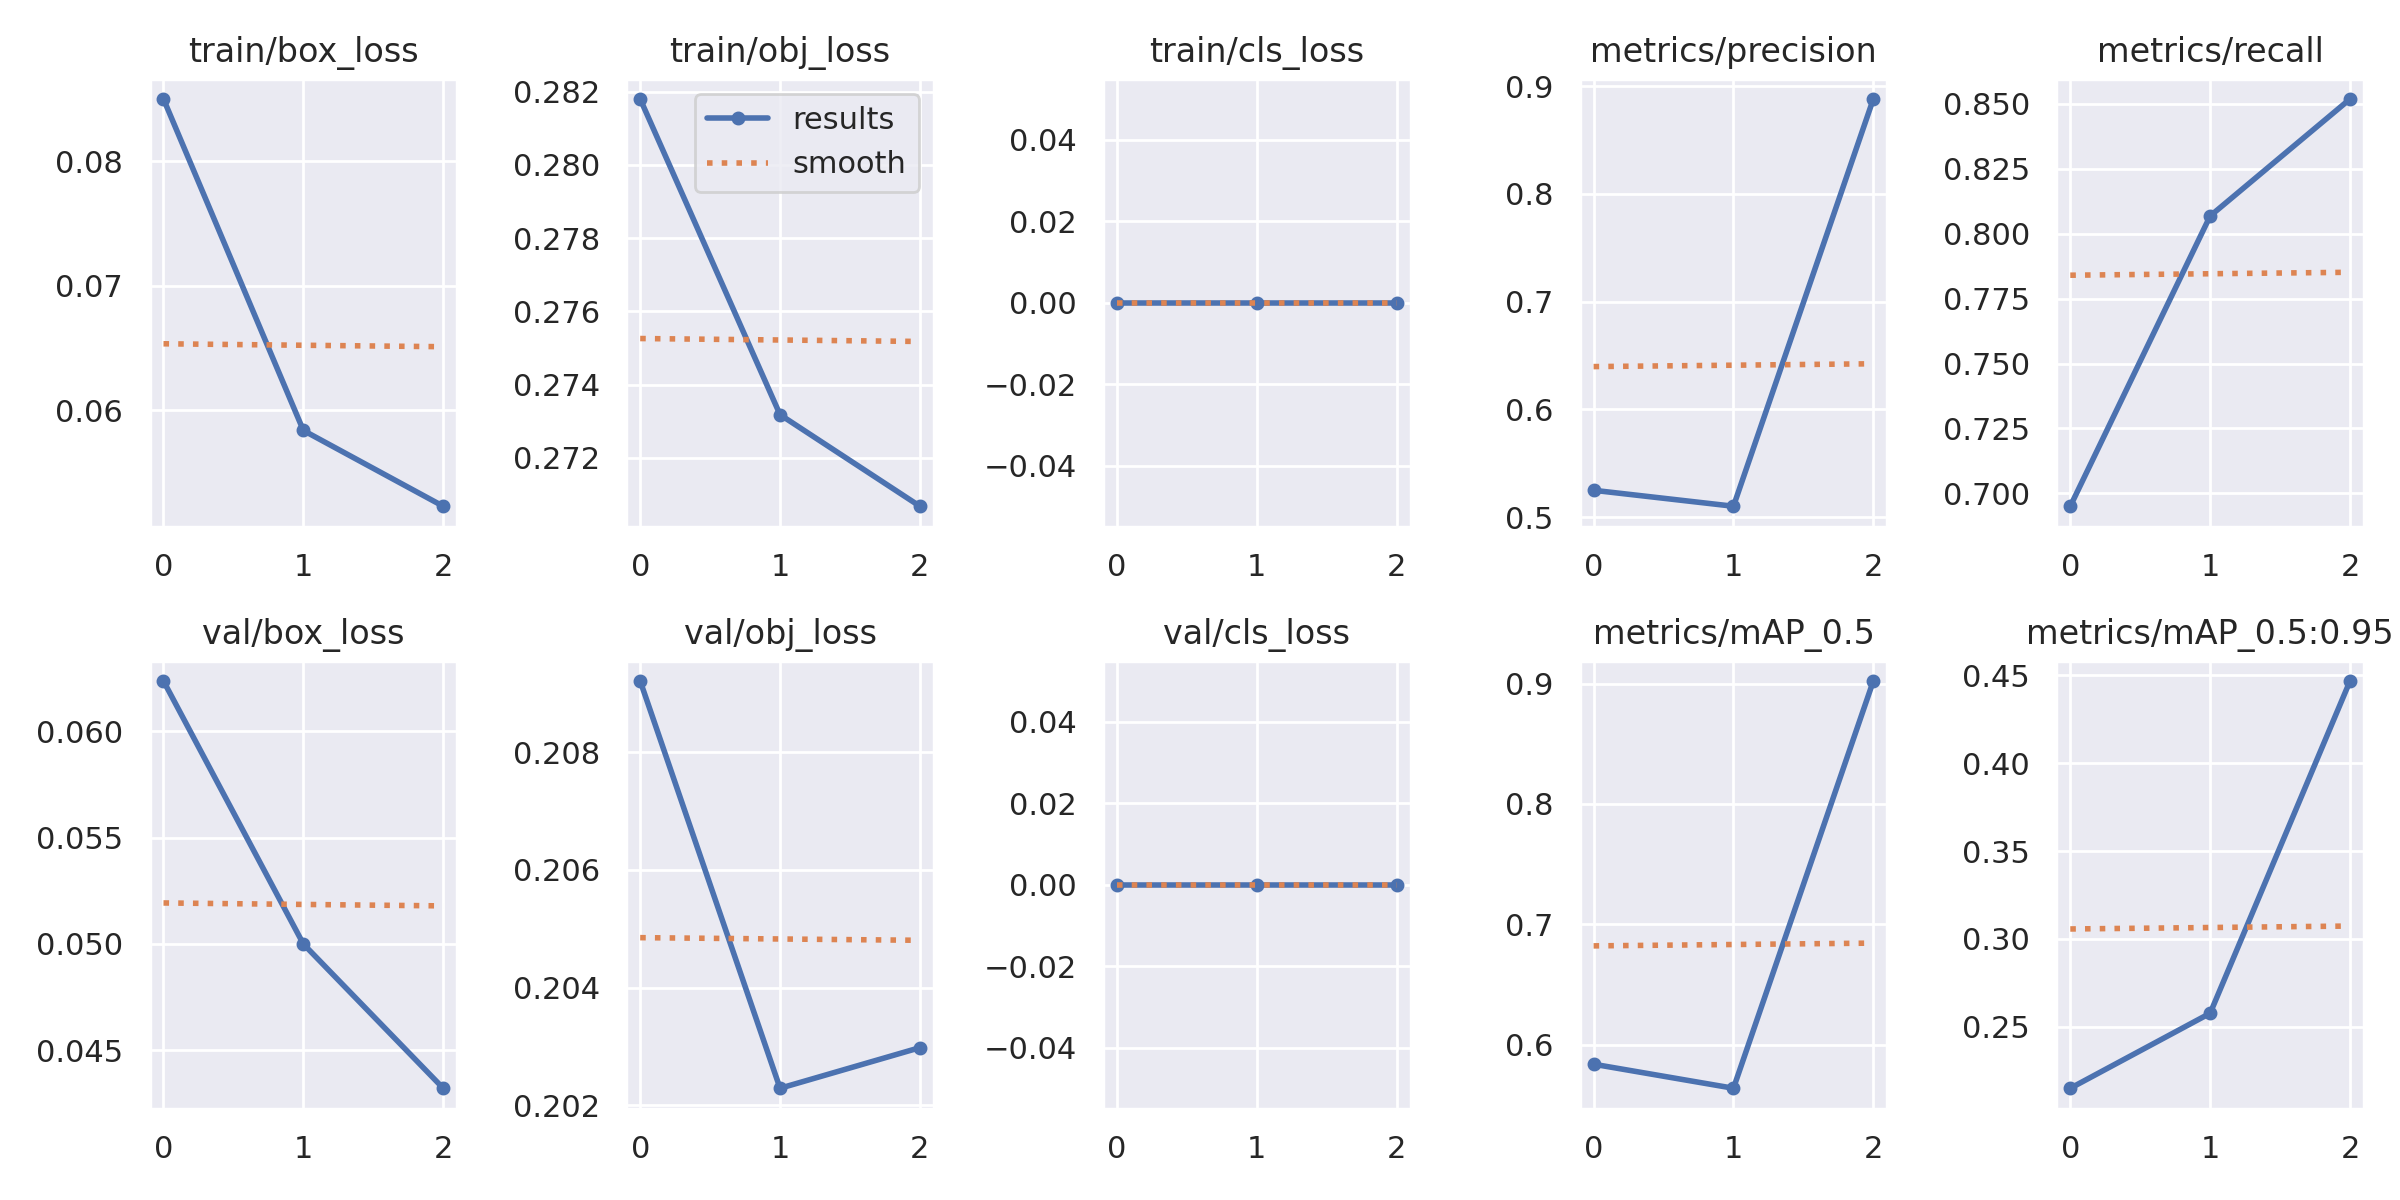 train/box_loss
0.08
0.07
0.06
0 1 2
train/obj_loss
results
smooth
0.282
0.280
0.278
0.276
0.274
0.272
0 1 2
train/cls_loss
0.04
0.02
0.00
−0.02
−0.04
0 1 2
metrics/precision
0.9
0.8
0.7
0.6
0.5
0 1 2
metrics/recall
0.850
0.825
0.800
0.775
0.750
0.725
0.700
0 1 2
val/box_loss
0.060
0.055
0.050
0.045
0 1 2
val/obj_loss
0.208
0.206
0.204
0.202
0 1 2
val/cls_loss
0.04
0.02
0.00
−0.02
−0.04
0 1 2
metrics/mAP_0.5
0.9
0.8
0.7
0.6
0 1 2
metrics/mAP_0.5:0.95
0.45
0.40
0.35
0.30
0.25
0 1 2